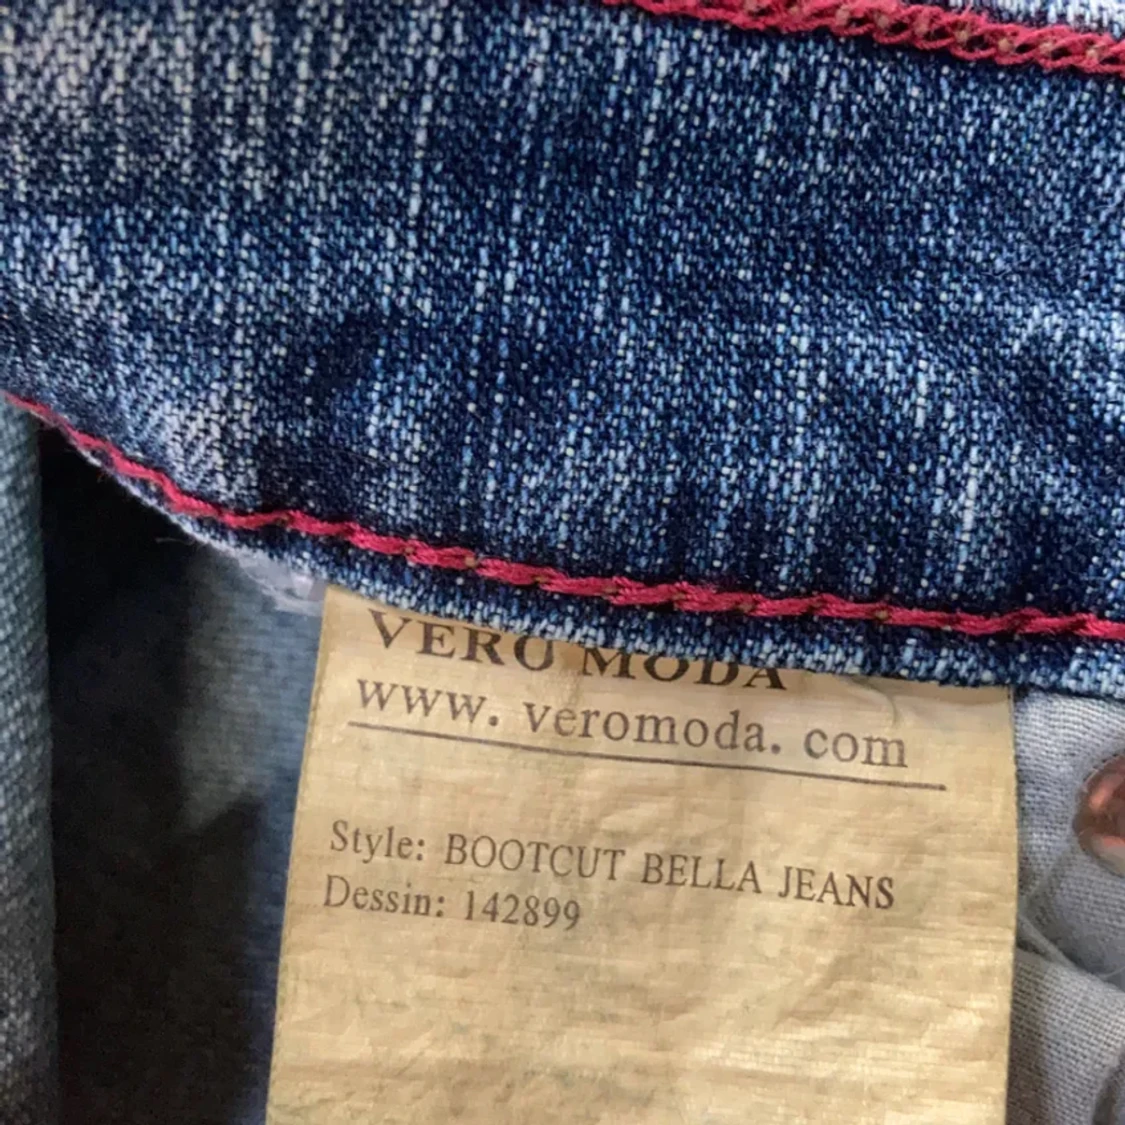 VERO MODA
www. veromoda. com
Style: BOOTCUT BELLA JEANS
Dessin: 142899